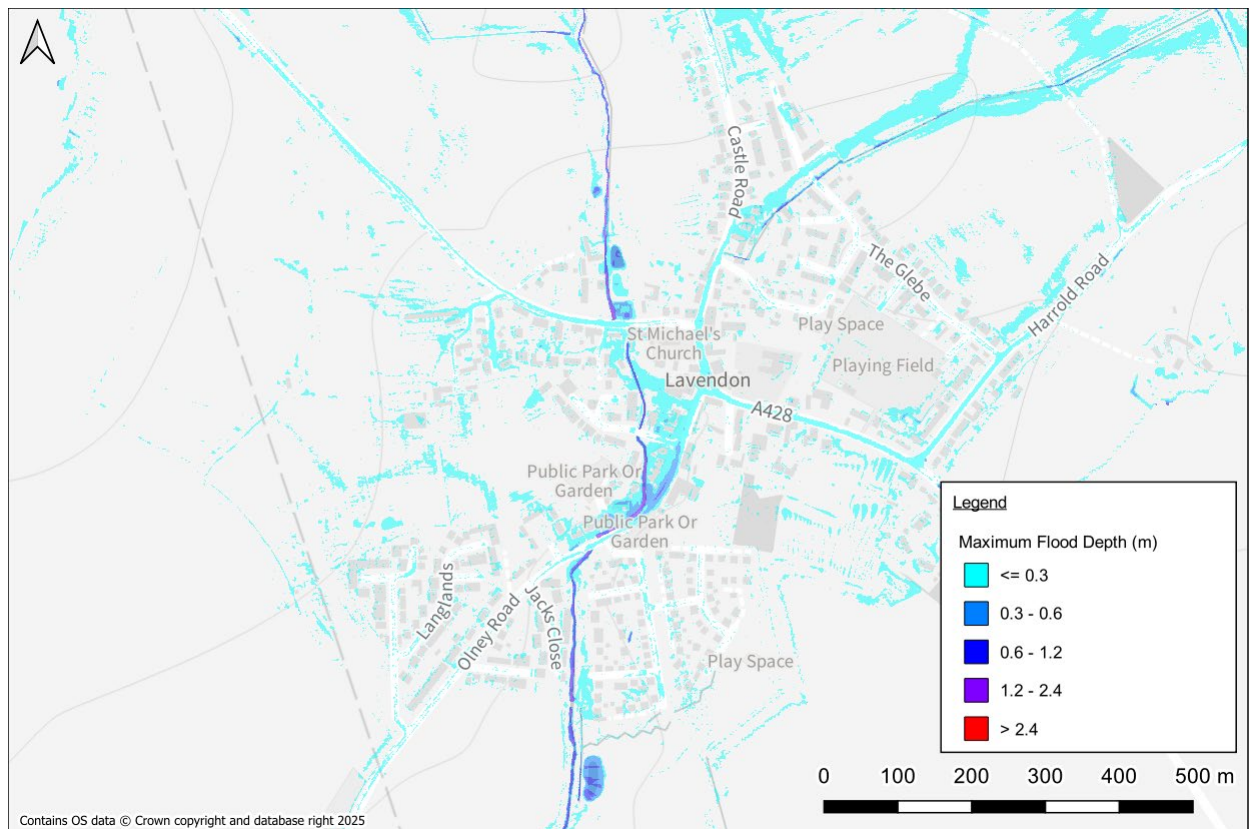 Castle Road
The Glebe
Harrold Road
St Michael's
Church
Play Space
Playing Field
Lavendon
A428
Public Park Or
Garden
Public Park Or
Garden
Langlands
Olney Road
Jacks Close
Play Space
Legend
Maximum Flood Depth (m)
<= 0.3
0.3 - 0.6
0.6 - 1.2
1.2 - 2.4
> 2.4
0 100 200 300 400 500 m
Contains OS data © Crown copyright and database right 2025